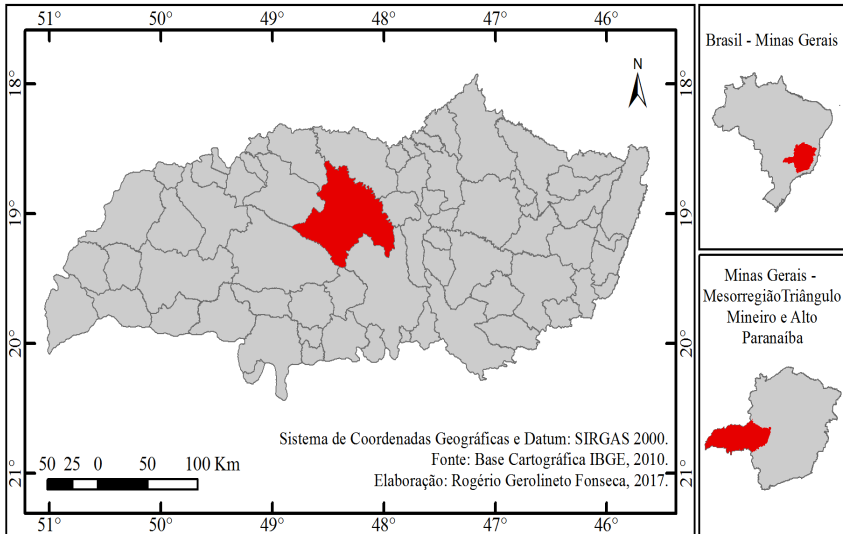 51° 50° 49° 48° 47° 46°
18°
18°
N
19°
19°
20°
20°
21°
21°
Sistema de Coordenadas Geográficas e Datum: SIRGAS 2000.
Fonte: Base Cartográfica IBGE, 2010.
Elaboração: Rogério Gerolineto Fonseca, 2017.
50 25 0 50 100 Km
51° 50° 49° 48° 47° 46°
Brasil - Minas Gerais
Minas Gerais -
MesorregiãoTriângulo
Mineiro e Alto
Paranaíba